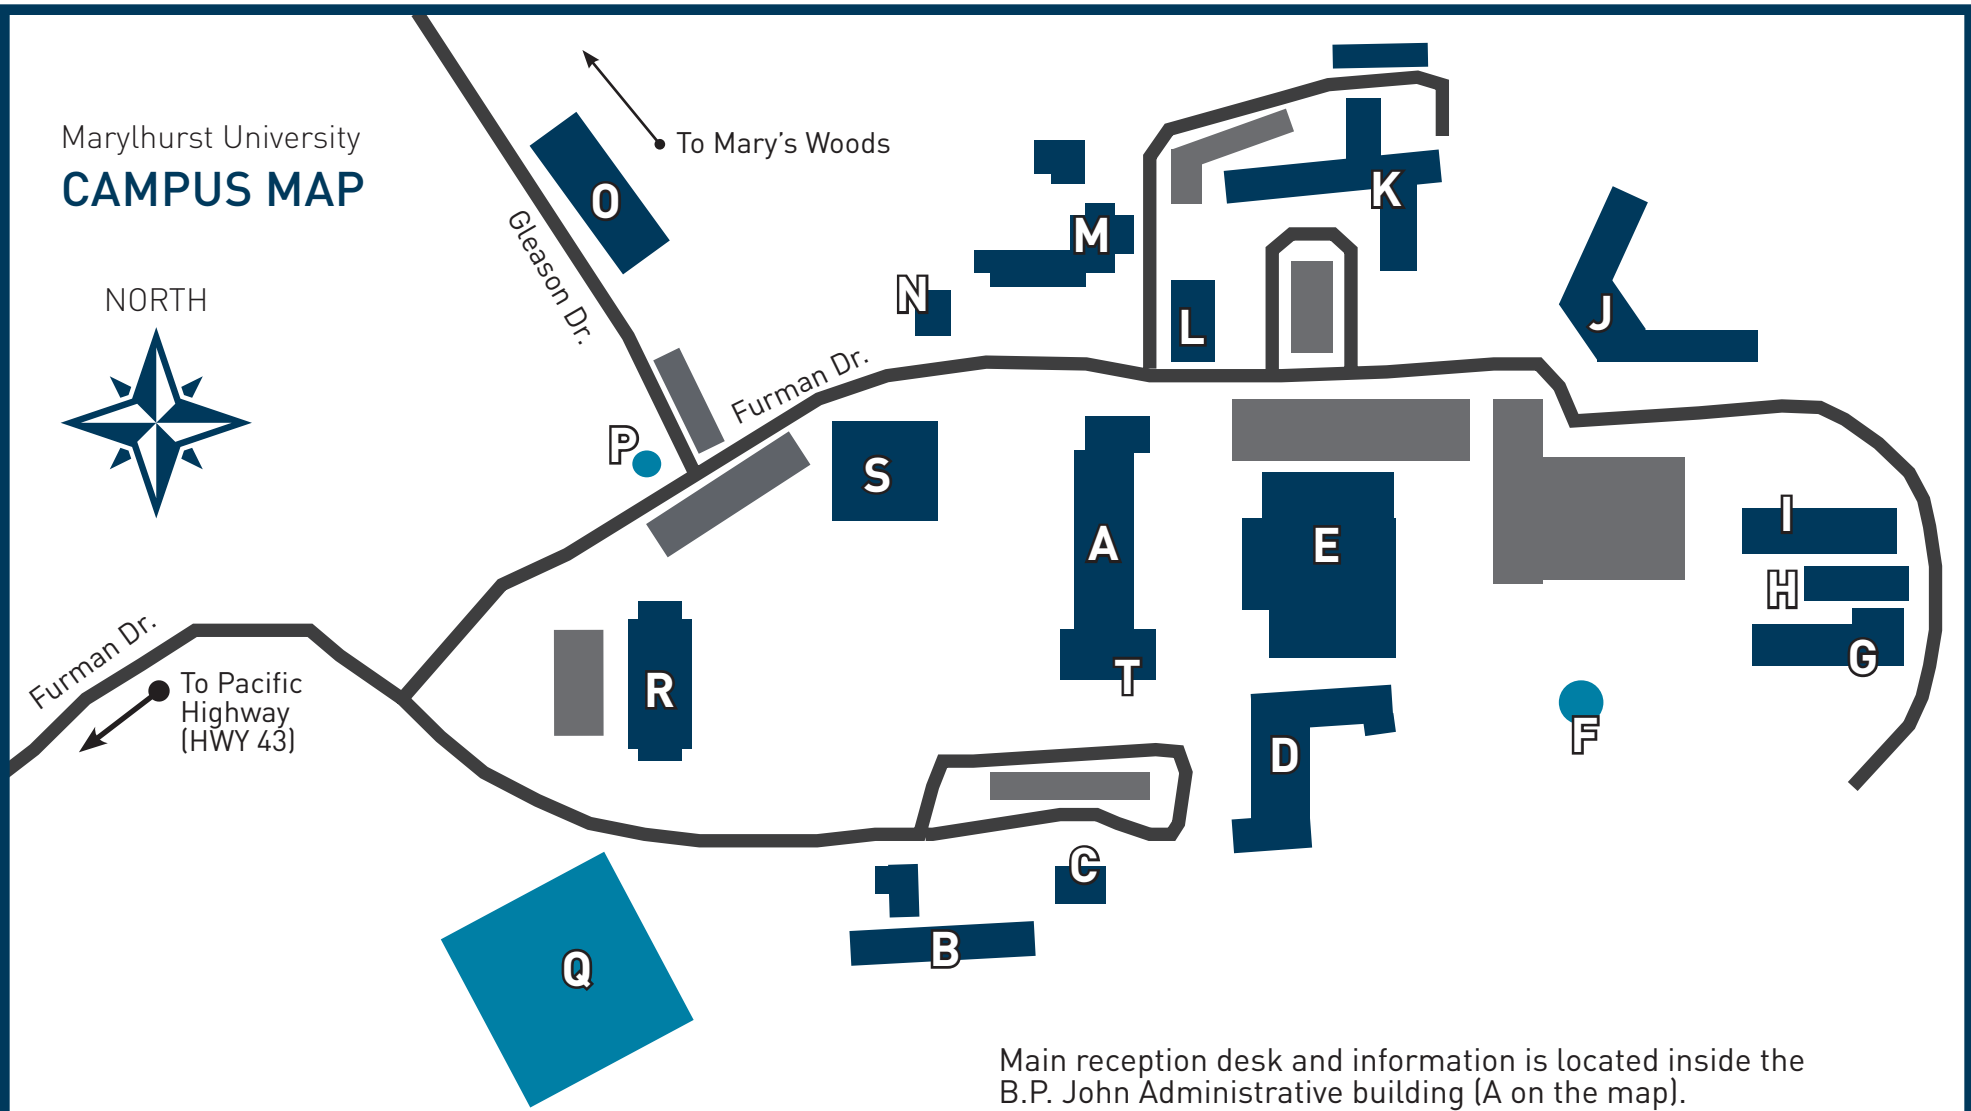 Marylhurst University
CAMPUS MAP
NORTH
To Mary's Woods
Gleason Dr.
Furman Dr.
Furman Dr.
To Pacific
Highway
(HWY 43)
O
K
M
N
L
J
P
S
A
E
I
H
G
T
R
F
D
C
B
Q
Main reception desk and information is located inside the
B.P. John Administrative building (A on the map).